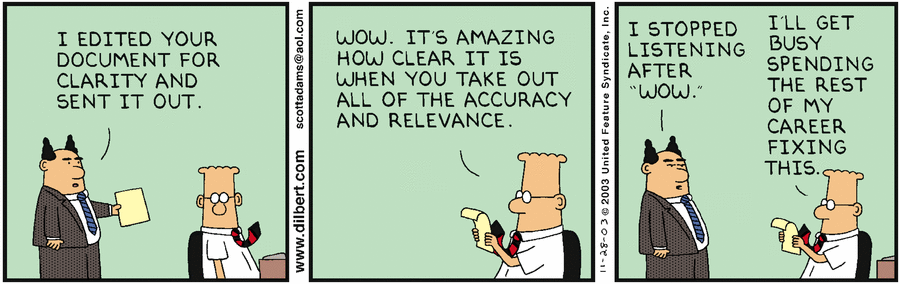 I EDITED YOUR
DOCUMENT FOR
CLARITY AND
SENT IT OUT.
www.dilbert.com
scottadams@aol.com
WOW. IT'S AMAZING
HOW CLEAR IT IS
WHEN YOU TAKE OUT
ALL OF THE ACCURACY
AND RELEVANCE.
11-28-03 © 2003 United Feature Syndicate, Inc.
I STOPPED
LISTENING
AFTER
"WOW."
I'LL GET
BUSY
SPENDING
THE REST
OF MY
CAREER
FIXING
THIS.